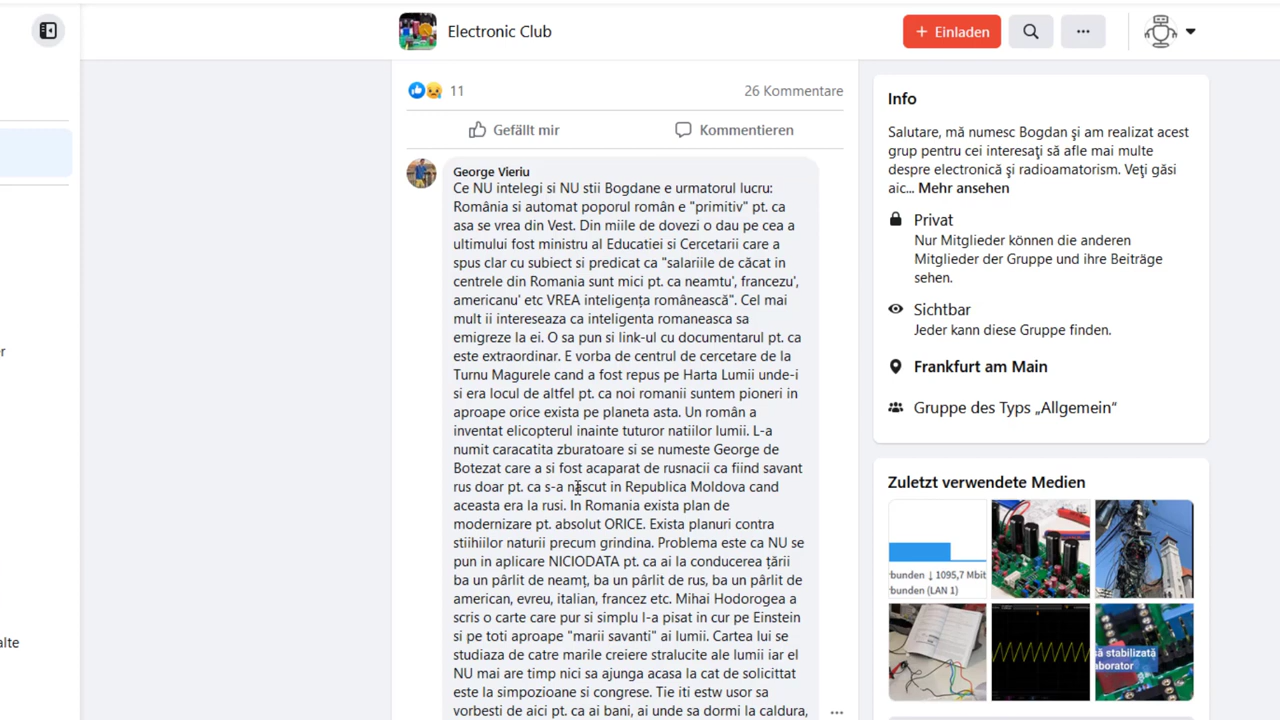 Electronic Club
+ Einladen
11
26 Kommentare
Gefällt mir
Kommentieren
George Vieriu
Ce NU intelegi si NU stii Bogdane e urmatorul lucru:
România si automat poporul român e "primitiv" pt. ca
asa se vrea din Vest. Din miile de dovezi o dau pe cea a
ultimului fost ministru al Educatiei si Cercetarii care a
spus clar cu subiect si predicat ca "salariile de căcat in
centrele din Romania sunt mici pt. ca neamtu', francezu',
americanu' etc VREA inteligența românească". Cel mai
mult ii intereseaza ca inteligenta romaneasca sa
emigreze la ei. O sa pun si link-ul cu documentarul pt. ca
este extraordinar. E vorba de centrul de cercetare de la
Turnu Magurele cand a fost repus pe Harta Lumii unde-i
si era locul de altfel pt. ca noi romanii suntem pioneri in
aproape orice exista pe planeta asta. Un român a
inventat elicopterul inainte tuturor natiilor lumii. L-a
numit caracatita zburatoare si se numeste George de
Botezat care a si fost acaparat de rusnacii ca fiind savant
rus doar pt. ca s-a născut in Republica Moldova cand
aceasta era la rusi. In Romania exista plan de
modernizare pt. absolut ORICE. Exista planuri contra
stiihiilor naturii precum grindina. Problema este ca NU se
pun in aplicare NICIODATA pt. ca ai la conducerea țării
ba un pârlit de neamț, ba un pârlit de rus, ba un pârlit de
american, evreu, italian, francez etc. Mihai Hodorogea a
scris o carte care pur si simplu l-a pisat in cur pe Einstein
si pe toti aproape "marii savanti" ai lumii. Cartea lui se
studiaza de catre marile creiere stralucite ale lumii iar el
NU mai are timp nici sa ajunga acasa la cat de solicittat
este la simpozioane si congrese. Tie iti estw usor sa
vorbesti de aici pt. ca ai bani, ai unde sa dormi la caldura,
Info
Salutare, mă numesc Bogdan şi am realizat acest
grup pentru cei interesaţi să afle mai multe
despre electronică şi radioamatorism. Veţi găsi
aic... Mehr ansehen
Privat
Nur Mitglieder können die anderen
Mitglieder der Gruppe und ihre Beiträge
sehen.
Sichtbar
Jeder kann diese Gruppe finden.
Frankfurt am Main
Gruppe des Typs „Allgemein“
Zuletzt verwendete Medien
rbunden ↓ 1095,7 Mbit
rbunden (LAN 1)
să stabilizată
aborator
er
alte